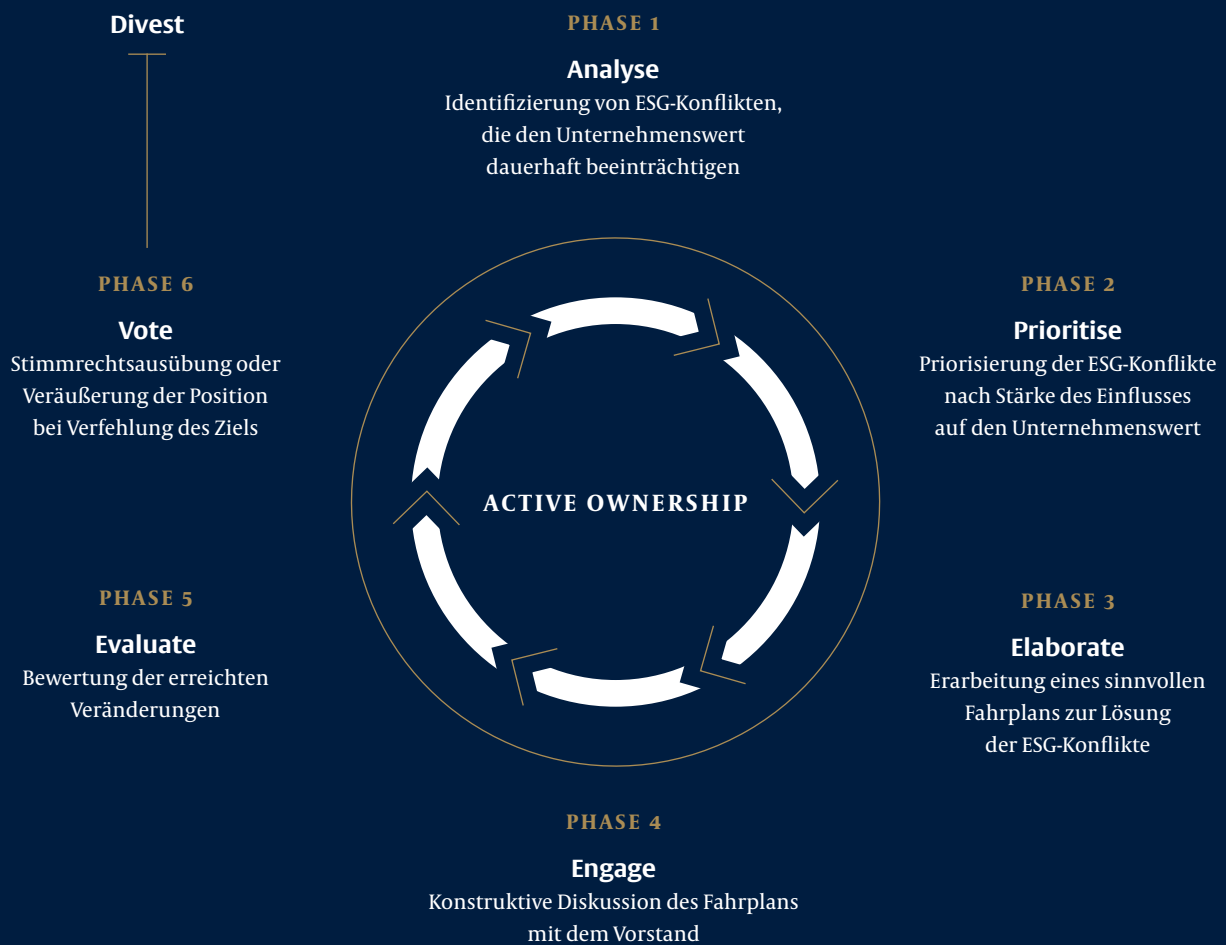 Divest
PHASE 1
Analyse
Identifizierung von ESG-Konflikten,
die den Unternehmenswert
dauerhaft beeinträchtigen
PHASE 2
Prioritise
Priorisierung der ESG-Konflikte
nach Stärke des Einflusses
auf den Unternehmenswert
PHASE 3
Elaborate
Erarbeitung eines sinnvollen
Fahrplans zur Lösung
der ESG-Konflikte
PHASE 4
Engage
Konstruktive Diskussion des Fahrplans
mit dem Vorstand
PHASE 5
Evaluate
Bewertung der erreichten
Veränderungen
PHASE 6
Vote
Stimmrechtsausübung oder
Veräußerung der Position
bei Verfehlung des Ziels
ACTIVE OWNERSHIP